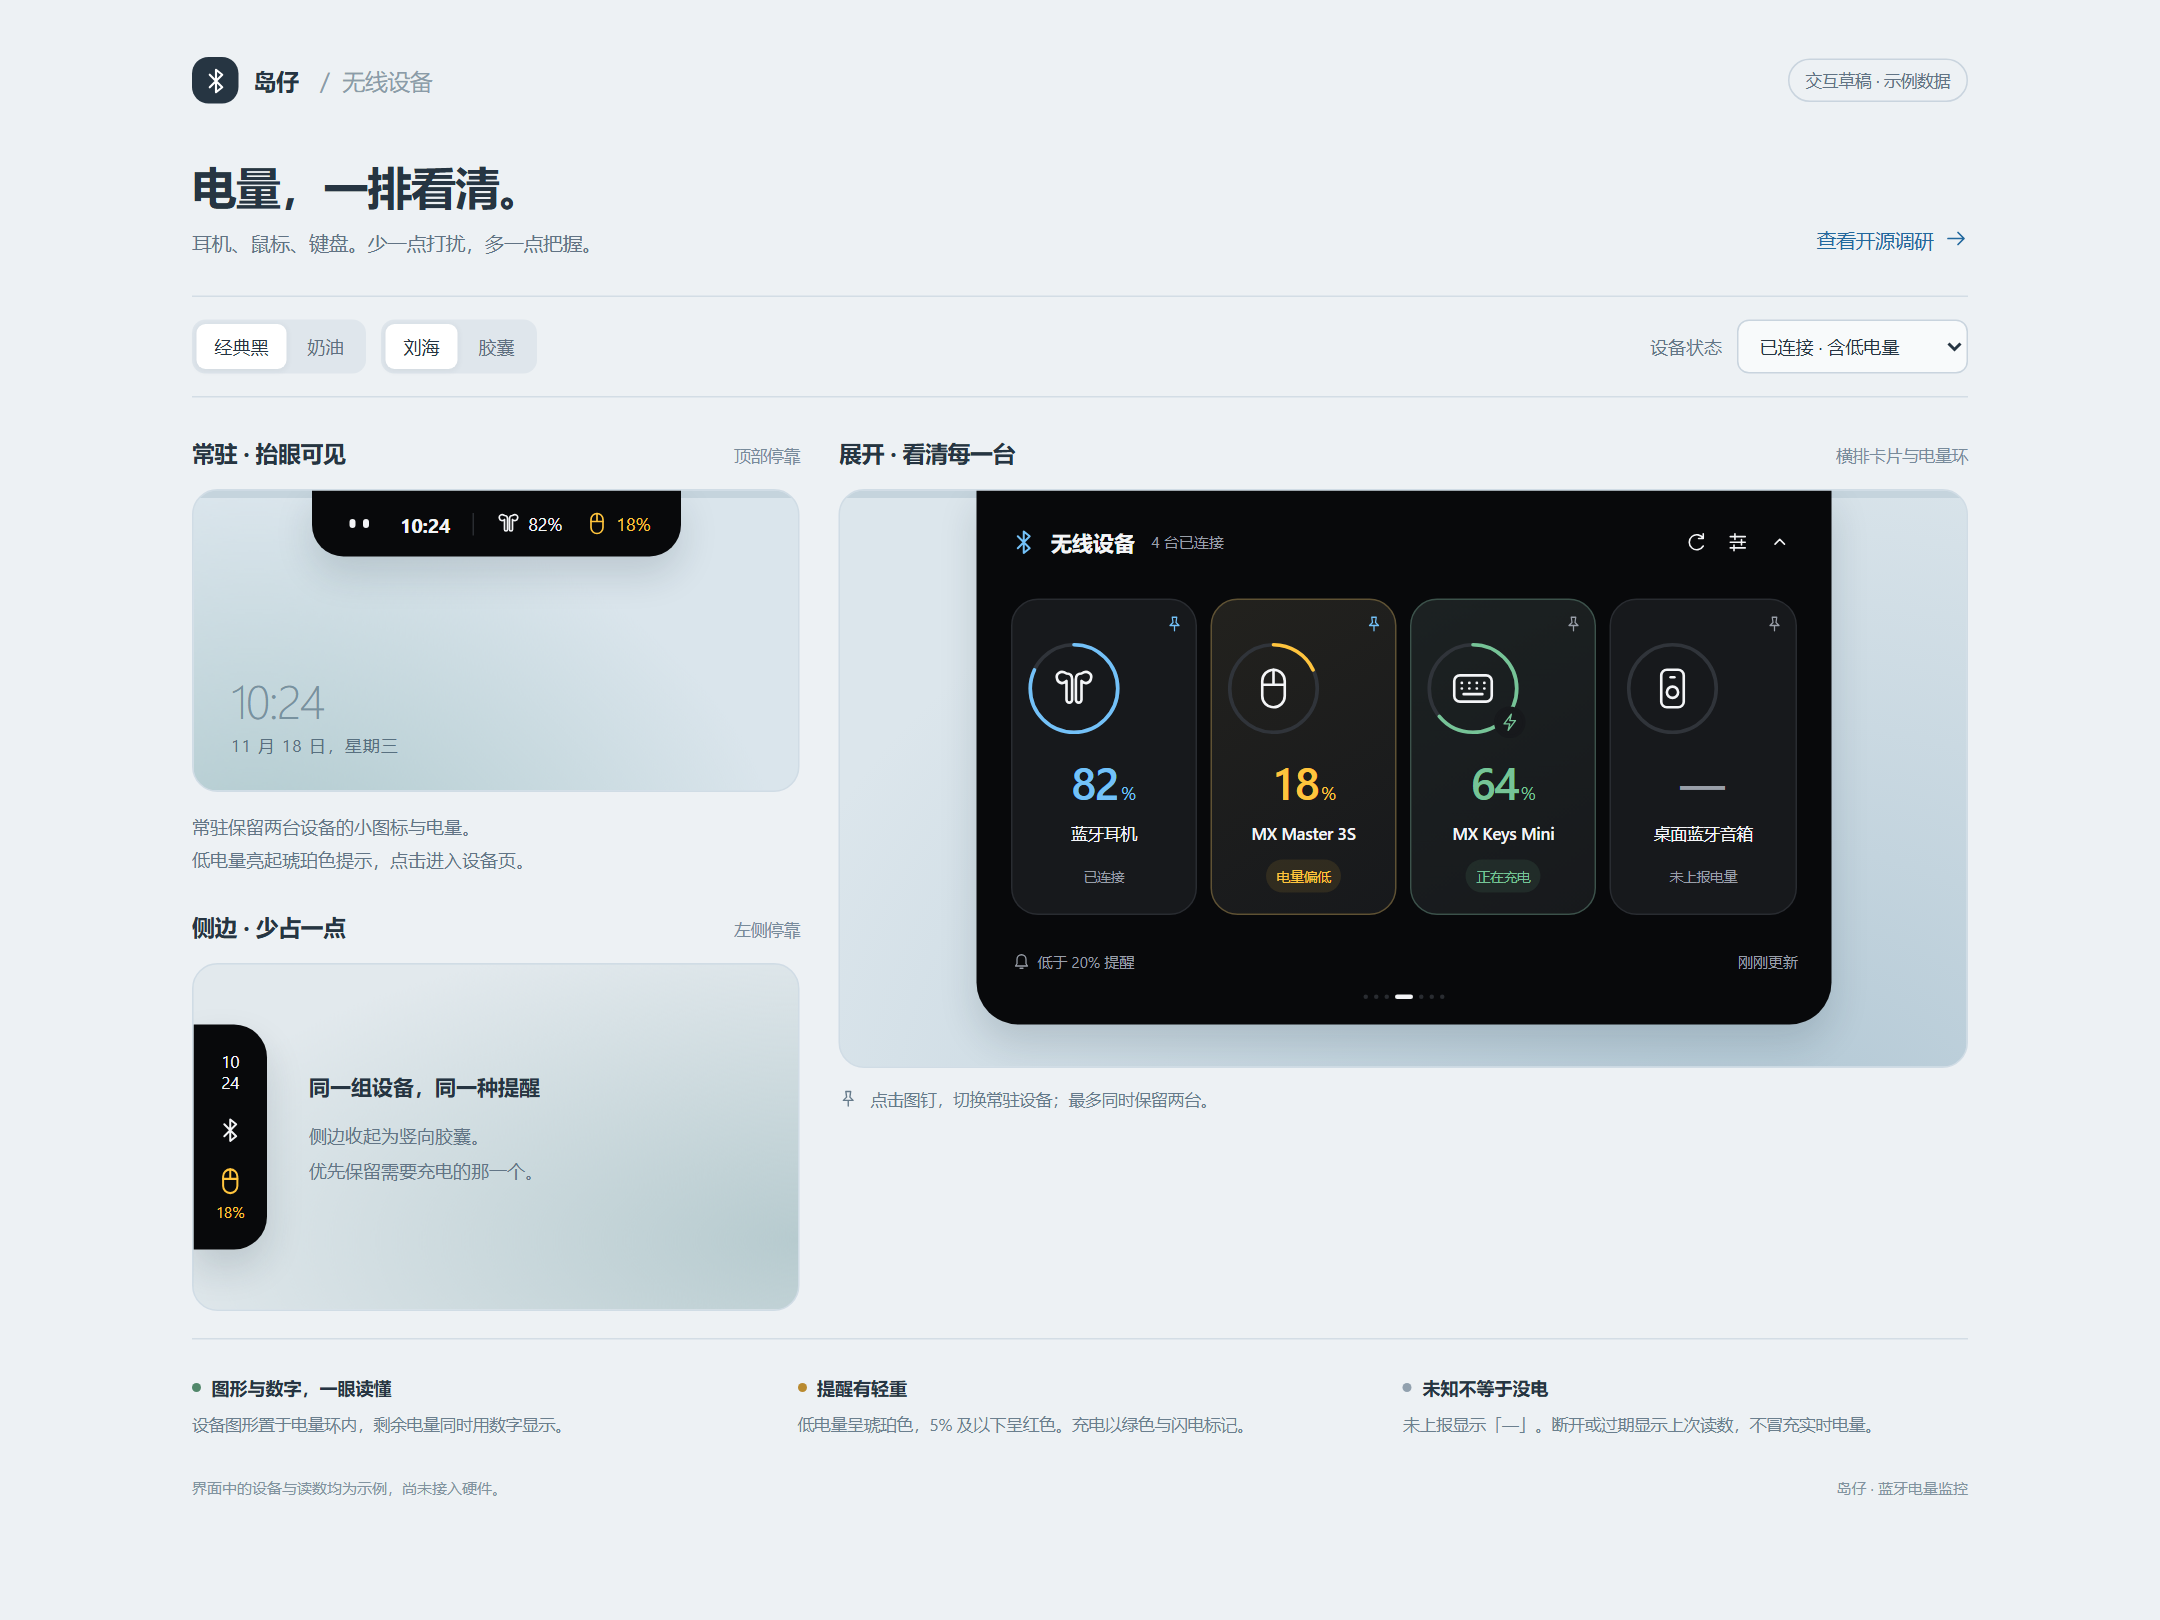 岛仔 / 无线设备
交互草稿 · 示例数据
电量，一排看清。
耳机、鼠标、键盘。少一点打扰，多一点把握。
查看开源调研 →
经典黑 奶油 刘海 胶囊
设备状态 已连接 · 含低电量
常驻 · 抬眼可见
顶部停靠
10:24 82% 18%
10:24
11 月 18 日，星期三
常驻保留两台设备的小图标与电量。
低电量亮起琥珀色提示，点击进入设备页。
侧边 · 少占一点
左侧停靠
10
24
18%
同一组设备，同一种提醒
侧边收起为竖向胶囊。
优先保留需要充电的那一个。
展开 · 看清每一台
横排卡片与电量环
无线设备 4 台已连接
82%
蓝牙耳机
已连接
18%
MX Master 3S
电量偏低
64%
MX Keys Mini
正在充电
—
桌面蓝牙音箱
未上报电量
低于 20% 提醒
刚刚更新
点击图钉，切换常驻设备；最多同时保留两台。
图形与数字，一眼读懂
设备图形置于电量环内，剩余电量同时用数字显示。
提醒有轻重
低电量呈琥珀色，5% 及以下呈红色。充电以绿色与闪电标记。
未知不等于没电
未上报显示「—」。断开或过期显示上次读数，不冒充实时电量。
界面中的设备与读数均为示例，尚未接入硬件。
岛仔 · 蓝牙电量监控